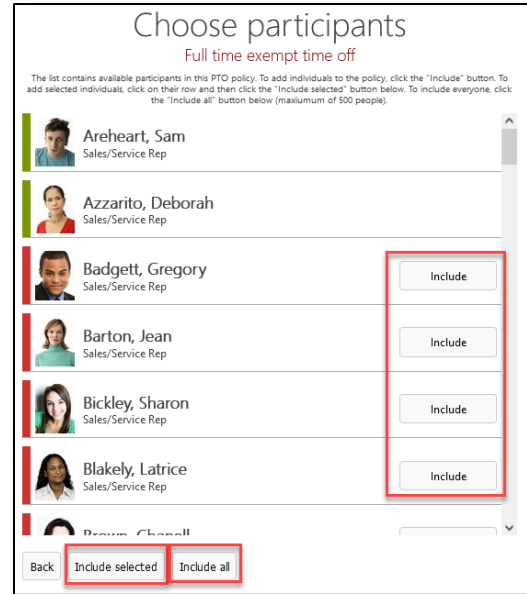 Choose participants
Full time exempt time off
The list contains available participants in this PTO policy. To add individuals to the policy, click the "Include" button. To
add selected individuals, click on their row and then click the "Include selected" button below. To include everyone, click
the "Include all" button below (maxiumum of 500 people).
Areheart, Sam
Sales/Service Rep
Azzarito, Deborah
Sales/Service Rep
Badgett, Gregory
Sales/Service Rep
Include
Barton, Jean
Sales/Service Rep
Include
Bickley, Sharon
Sales/Service Rep
Include
Blakely, Latrice
Sales/Service Rep
Include
Brown, Chanell
Back Include selected Include all